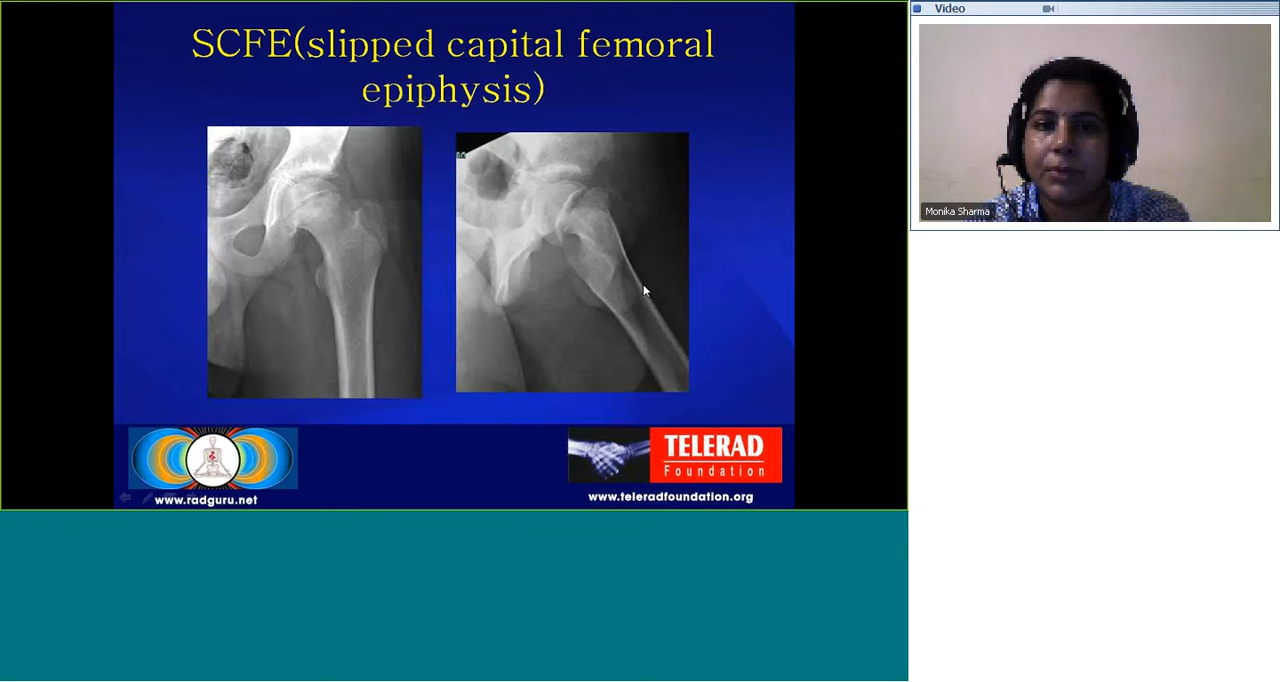 SCFE(slipped capital femoral
epiphysis)
TELERAD
Foundation
www.radguru.net
www.teleradfoundation.org
Video
Monika Sharma